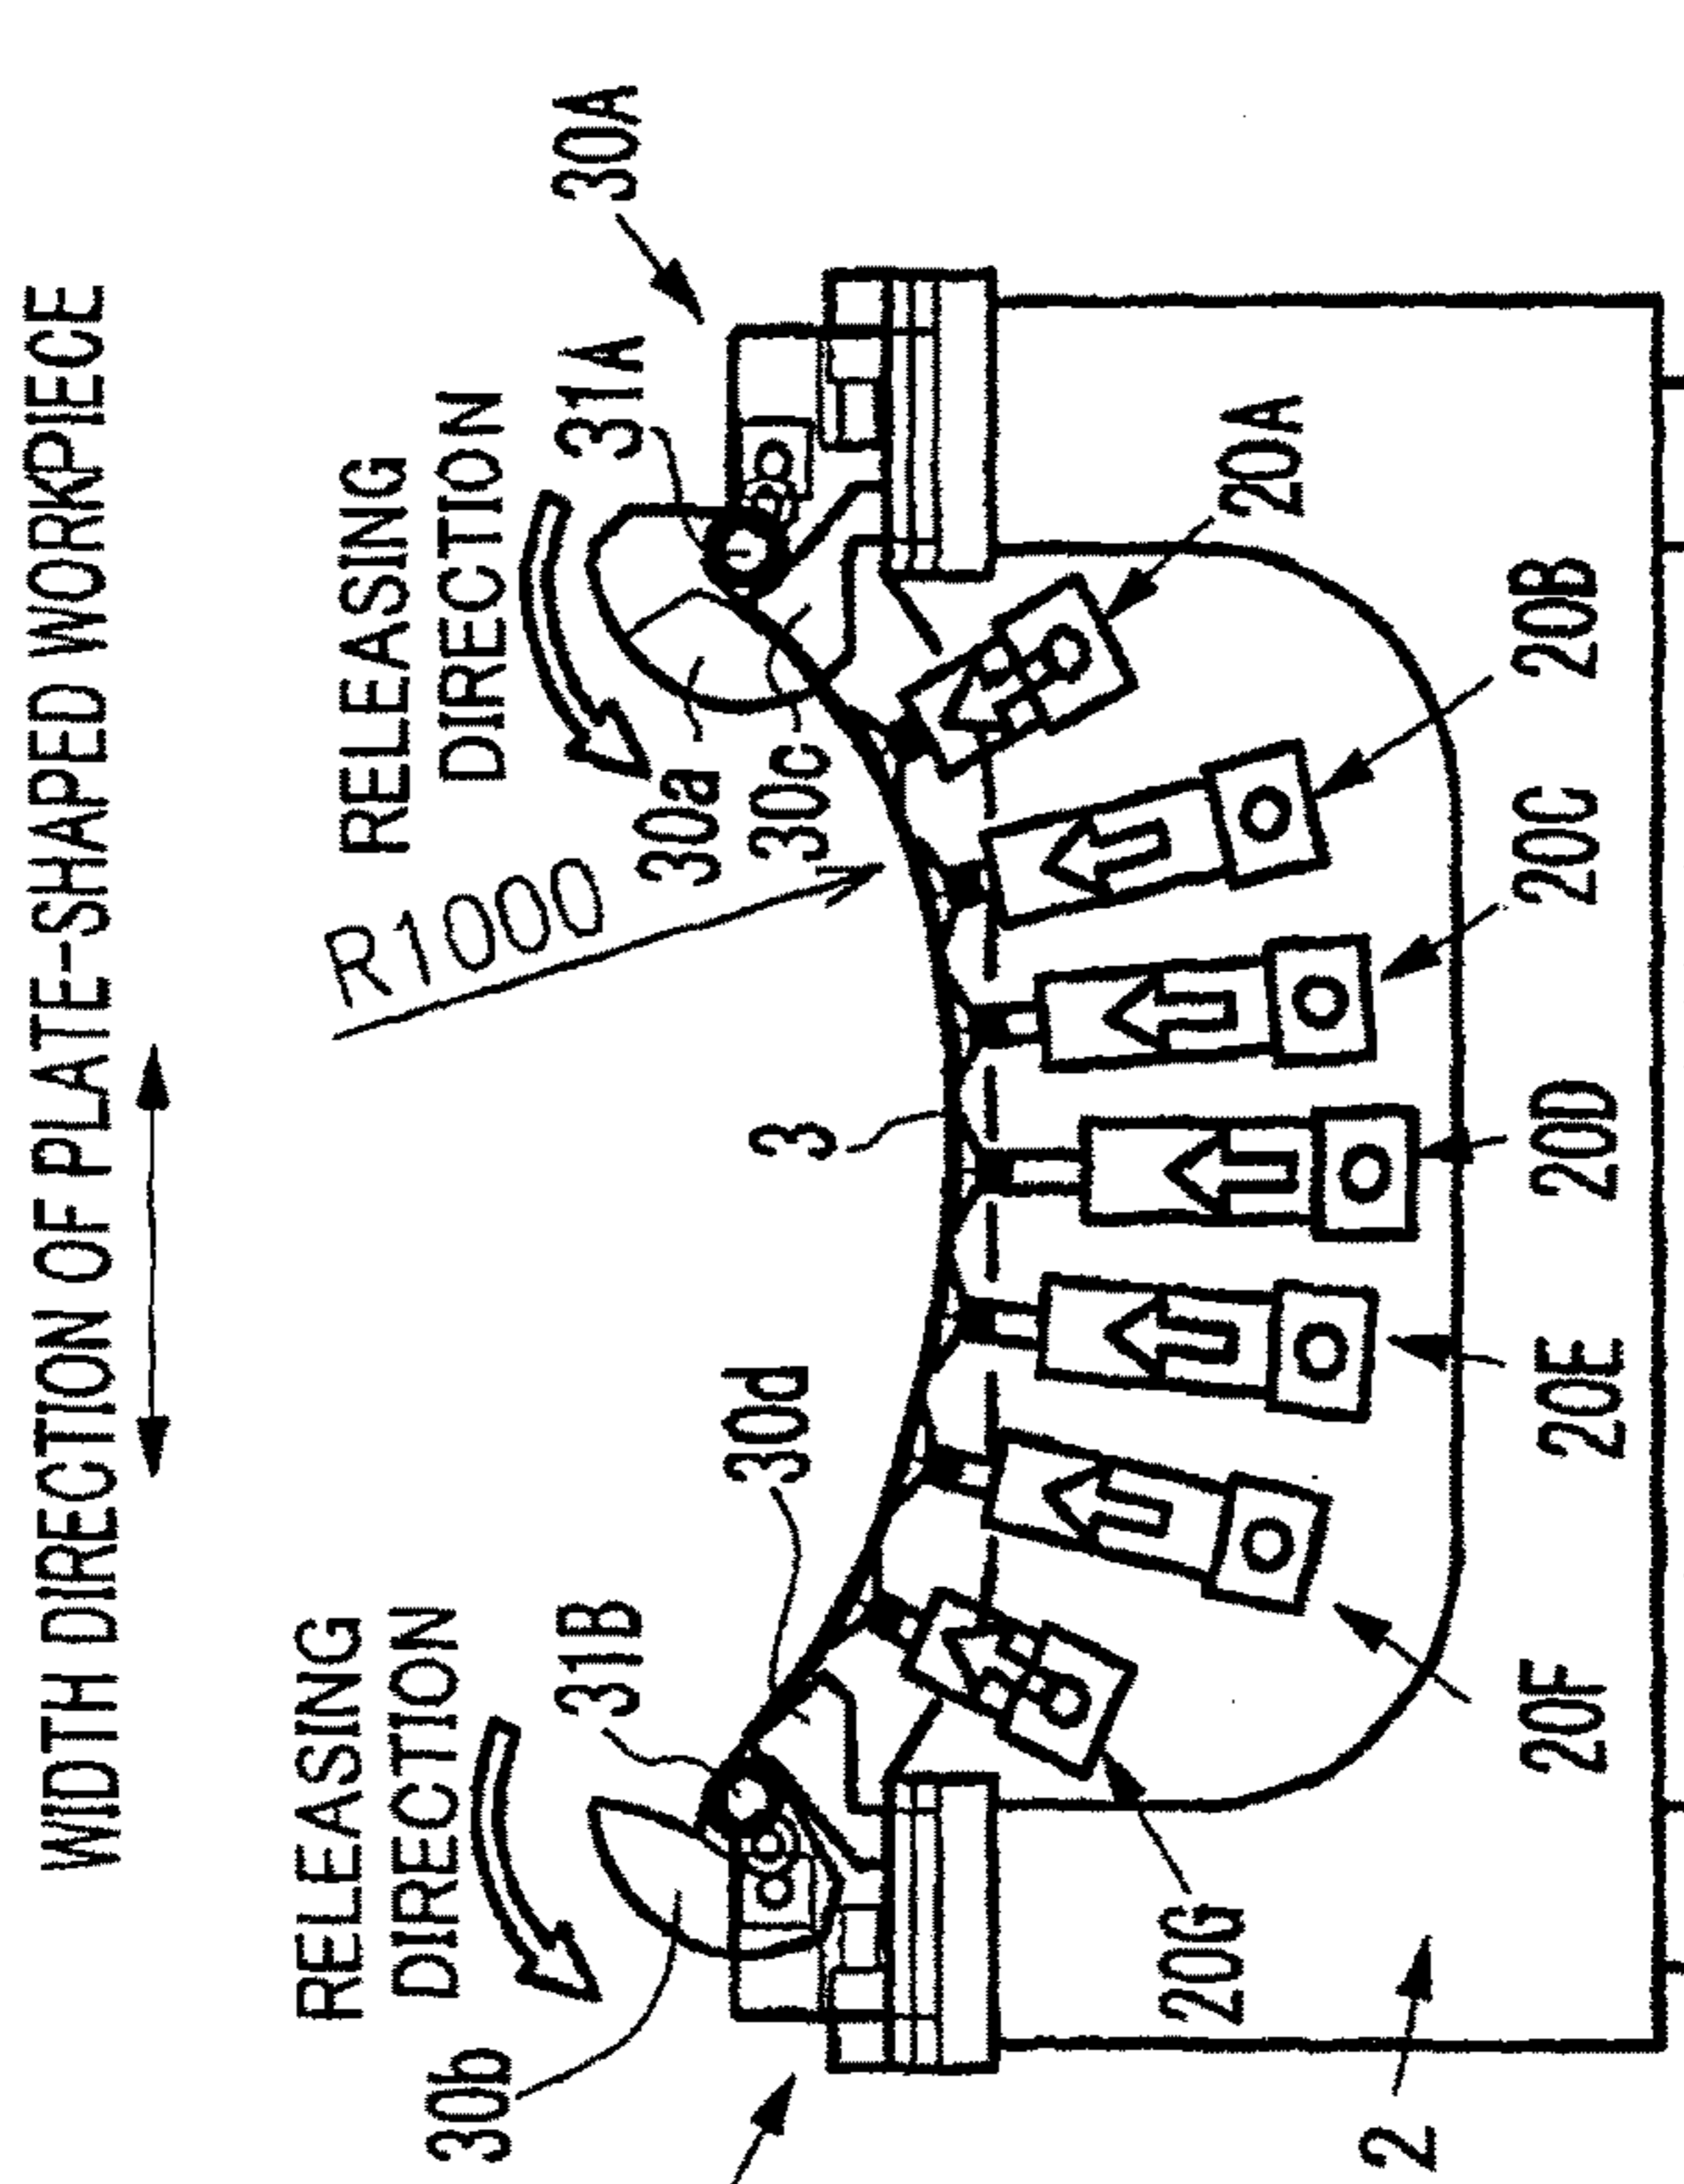 WIDTH DIRECTION OF PLATE-SHAPED WORKPIECE
RELEASING
DIRECTION
RELEASING
DIRECTION
30b
31B
30d
3
R1000
30a
30c
31A
30A
2
20G
20F
20E
20D
20C
20B
20A